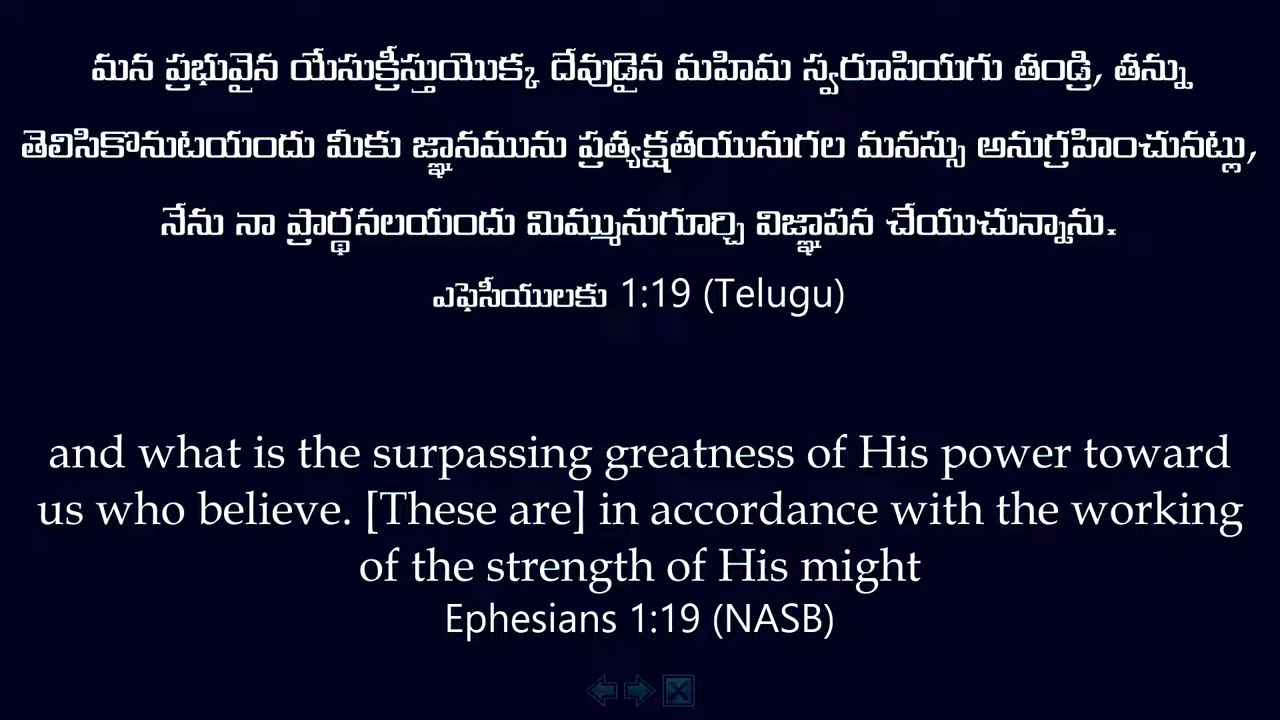 మన ప్రభువైన యేసుక్రీస్తుయొక్క దేవుడైన మహిమ స్వరూపియగు తండ్రి, తన్ను
తెలిసికొనుటయందు మీకు జ్ఞానమును ప్రత్యక్షతయునుగల మనస్సు అనుగ్రహించునట్లు,
నేను నా ప్రార్థనలయందు మిమ్మునుగూర్చి విజ్ఞాపన చేయుచున్నాను.
ఎఫెసీయులకు 1:19 (Telugu)
and what is the surpassing greatness of His power toward
us who believe. [These are] in accordance with the working
of the strength of His might
Ephesians 1:19 (NASB)